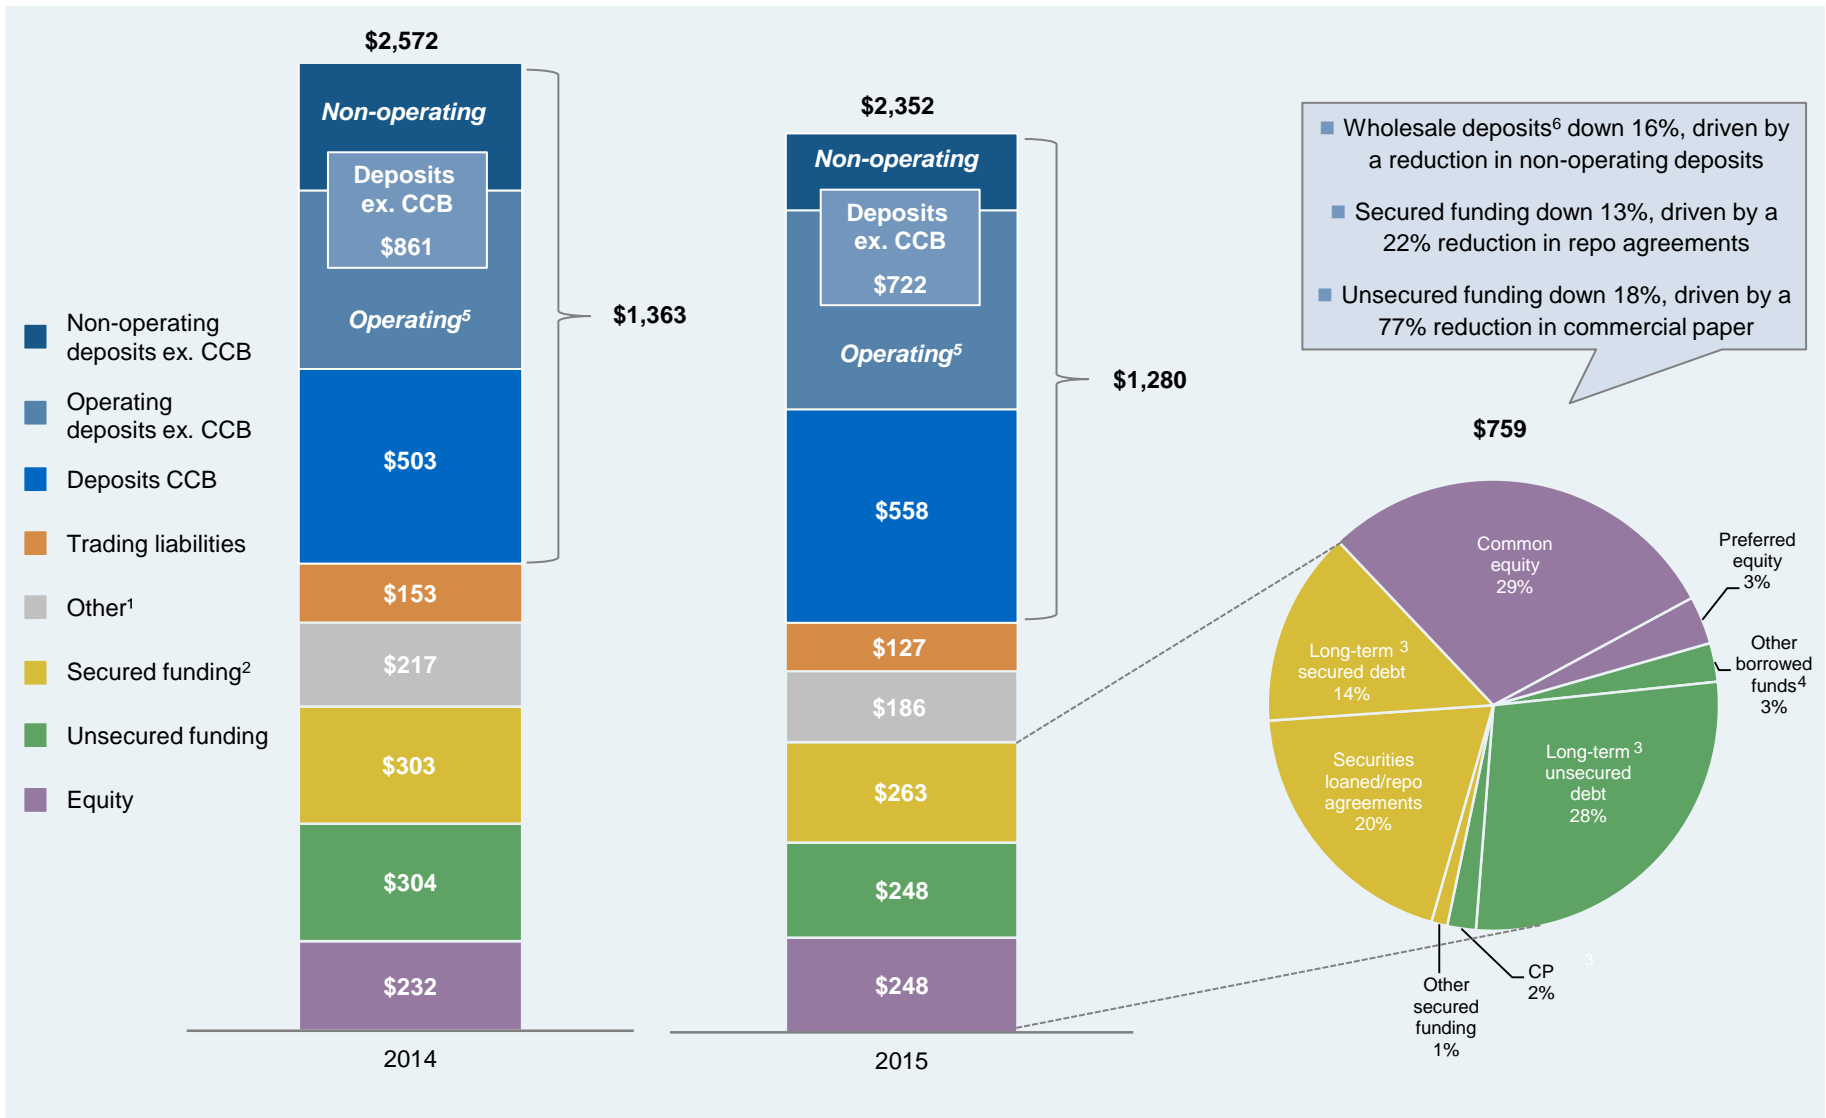 $2,572
Non-operating
Deposits
ex. CCB
$861
Operating⁵
$1,363
$503
$153
$217
$303
$304
$232
2014
$2,352
Non-operating
Deposits
ex. CCB
$722
Operating⁵
$1,280
$558
$127
$186
$263
$248
$248
2015
Non-operating
deposits ex. CCB
Operating
deposits ex. CCB
Deposits CCB
Trading liabilities
Other¹
Secured funding²
Unsecured funding
Equity
Wholesale deposits⁶ down 16%, driven by
a reduction in non-operating deposits
Secured funding down 13%, driven by a
22% reduction in repo agreements
Unsecured funding down 18%, driven by a
77% reduction in commercial paper
$759
Common
equity
29%
Preferred
equity
3%
Other
borrowed
funds⁴
3%
Long-term ³
unsecured
debt
28%
CP
2%
3
Other
secured
funding
1%
Securities
loaned/repo
agreements
20%
Long-term ³
secured debt
14%